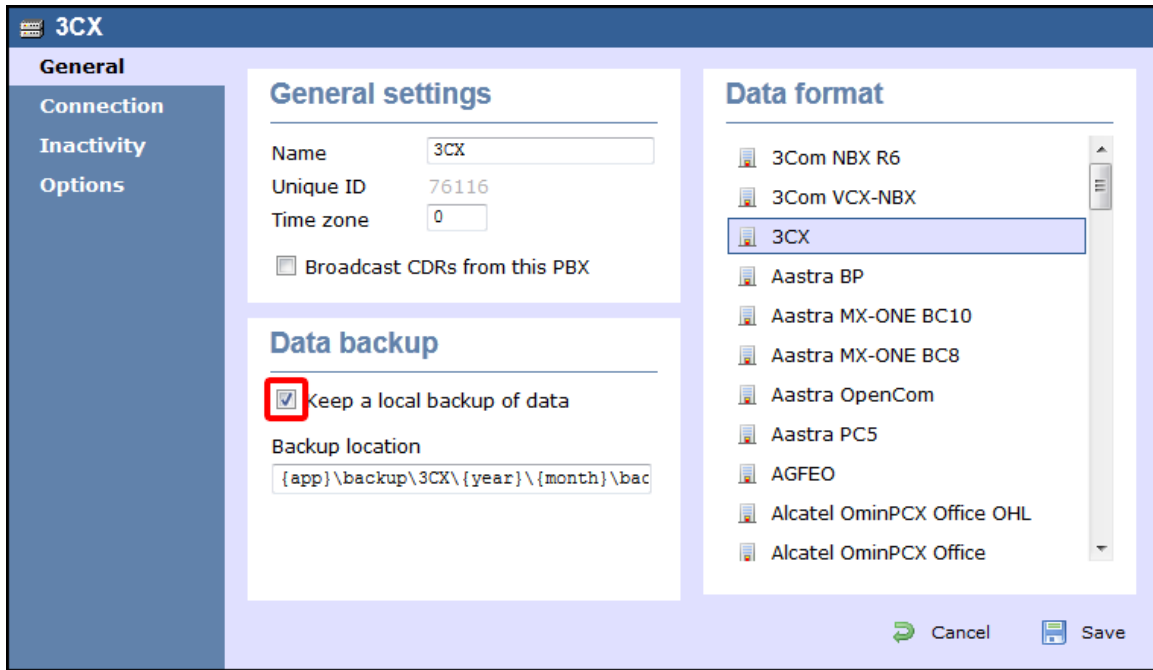 3CX
General
Connection
Inactivity
Options
General settings
Name 3CX
Unique ID 76116
Time zone 0
Broadcast CDRs from this PBX
Data backup
Keep a local backup of data
Backup location
{app}\backup\3CX\{year}\{month}\bac
Data format
3Com NBX R6
3Com VCX-NBX
3CX
Aastra BP
Aastra MX-ONE BC10
Aastra MX-ONE BC8
Aastra OpenCom
Aastra PC5
AGFEO
Alcatel OminPCX Office OHL
Alcatel OminPCX Office
Cancel Save